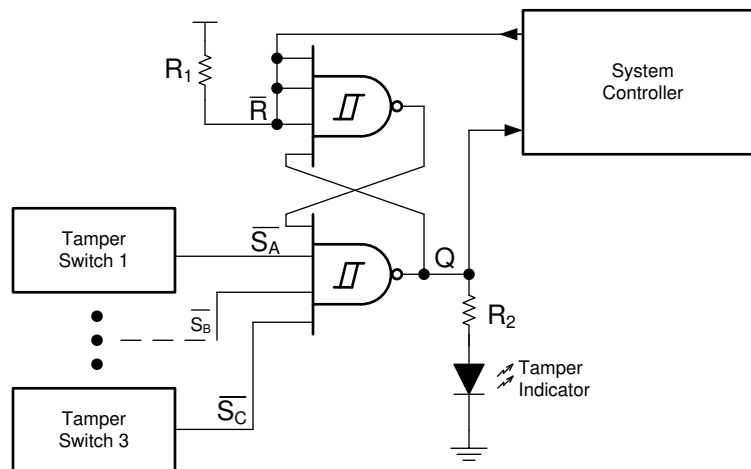 System
Controller
R₁
R̅
Tamper
Switch 1
S̅A̅
Q
S̅B̅
R₂
Tamper
Indicator
Tamper
Switch 3
S̅C̅